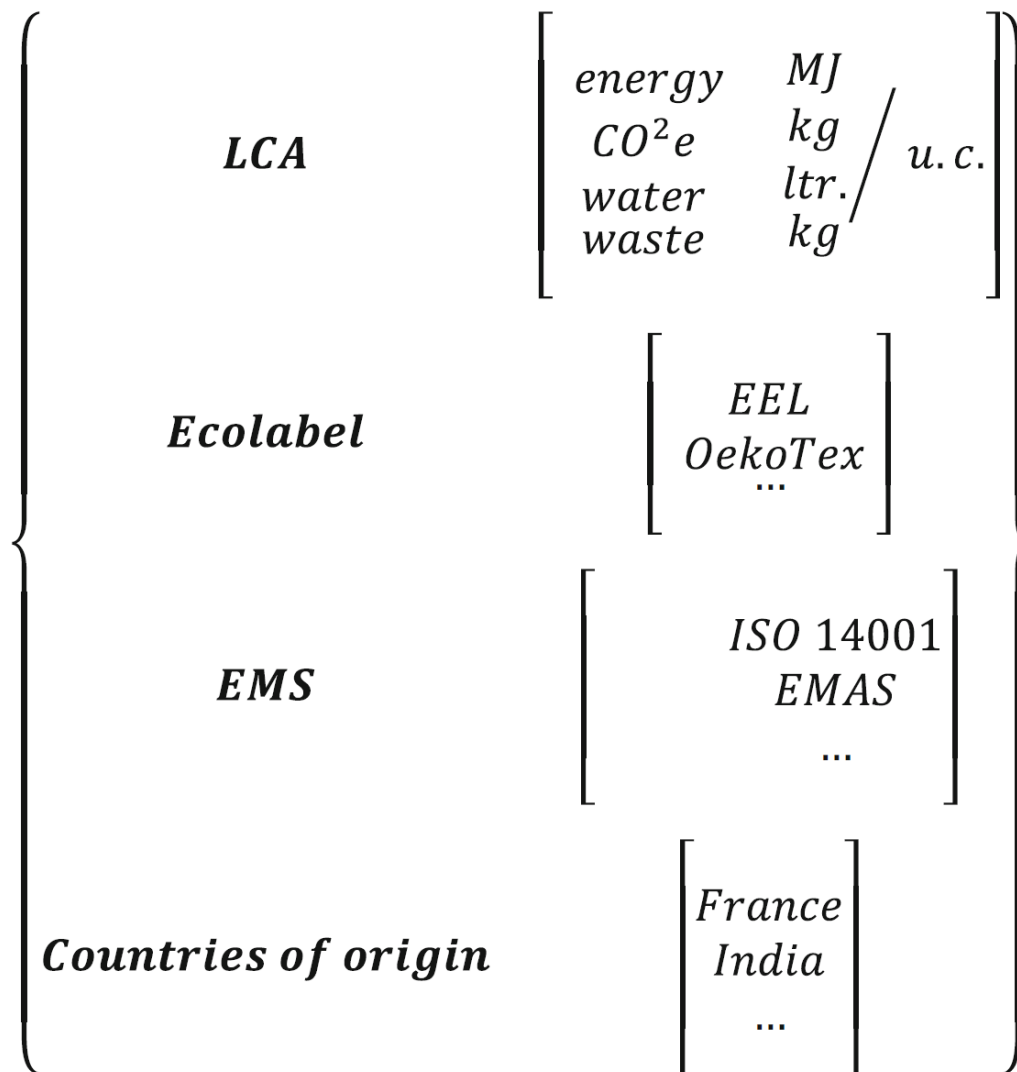 LCA
energy MJ
CO²e kg
water ltr.
waste kg
/ u.c.
Ecolabel
EEL
OekoTex
...
EMS
ISO 14001
EMAS
...
Countries of origin
France
India
...